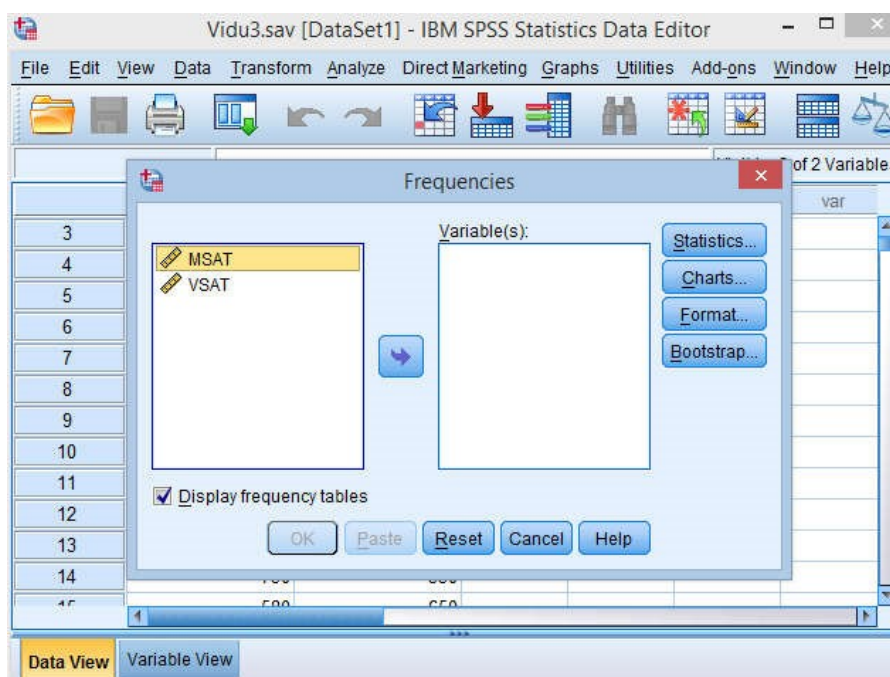 Vidu3.sav [DataSet1] - IBM SPSS Statistics Data Editor
File Edit View Data Transform Analyze Direct Marketing Graphs Utilities Add-ons Window Help
of 2 Variable
Frequencies
var
Variable(s):
MSAT
VSAT
Statistics...
Charts...
Format...
Bootstrap...
3
4
5
6
7
8
9
10
11
12
13
14
Display frequency tables
OK Paste Reset Cancel Help
Data View Variable View